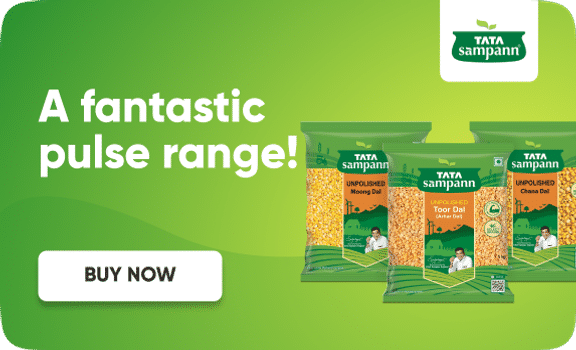 TATA
sampann
A fantastic
pulse range!
TATA
sampann
UNPOLISHED
Moong Dal
TATA
sampann
UNPOLISHED
Toor Dal
(Arhar Dal)
TATA
sampann
UNPOLISHED
Chana Dal
BUY NOW